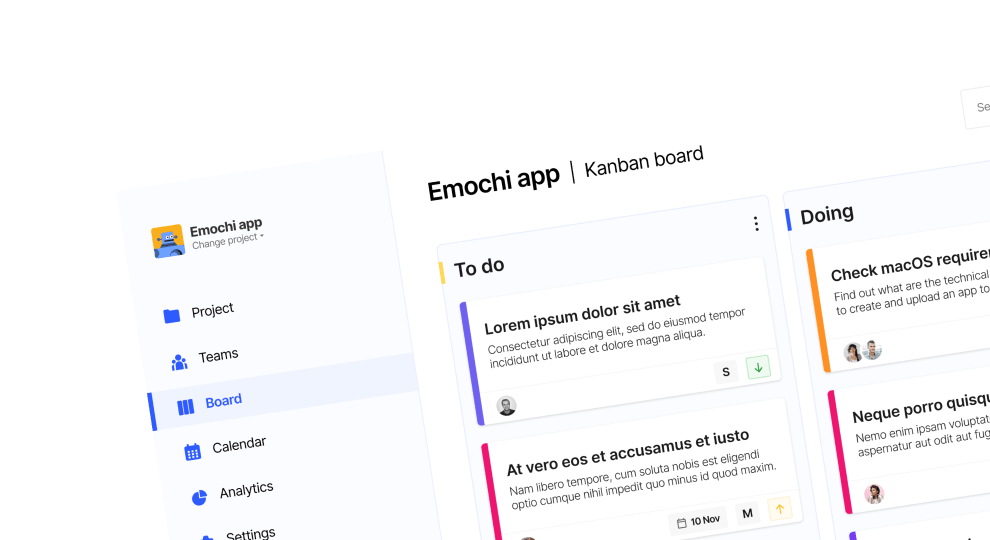 Se
Emochi app | Kanban board
Emochi app
Change project
Project
Teams
Board
Calendar
Analytics
Settings
To do
Lorem ipsum dolor sit amet
Consectetur adipiscing elit, sed do eiusmod tempor
incididunt ut labore et dolore magna aliqua.
S
At vero eos et accusamus et iusto
Nam libero tempore, cum soluta nobis est eligendi
optio cumque nihil impedit quo minus id quod maxim.
10 Nov
M
Doing
Check macOS require
Find out what are the technical
to create and upload an app to
Neque porro quisqu
Nemo enim ipsam voluptat
aspernatur aut odit aut fug